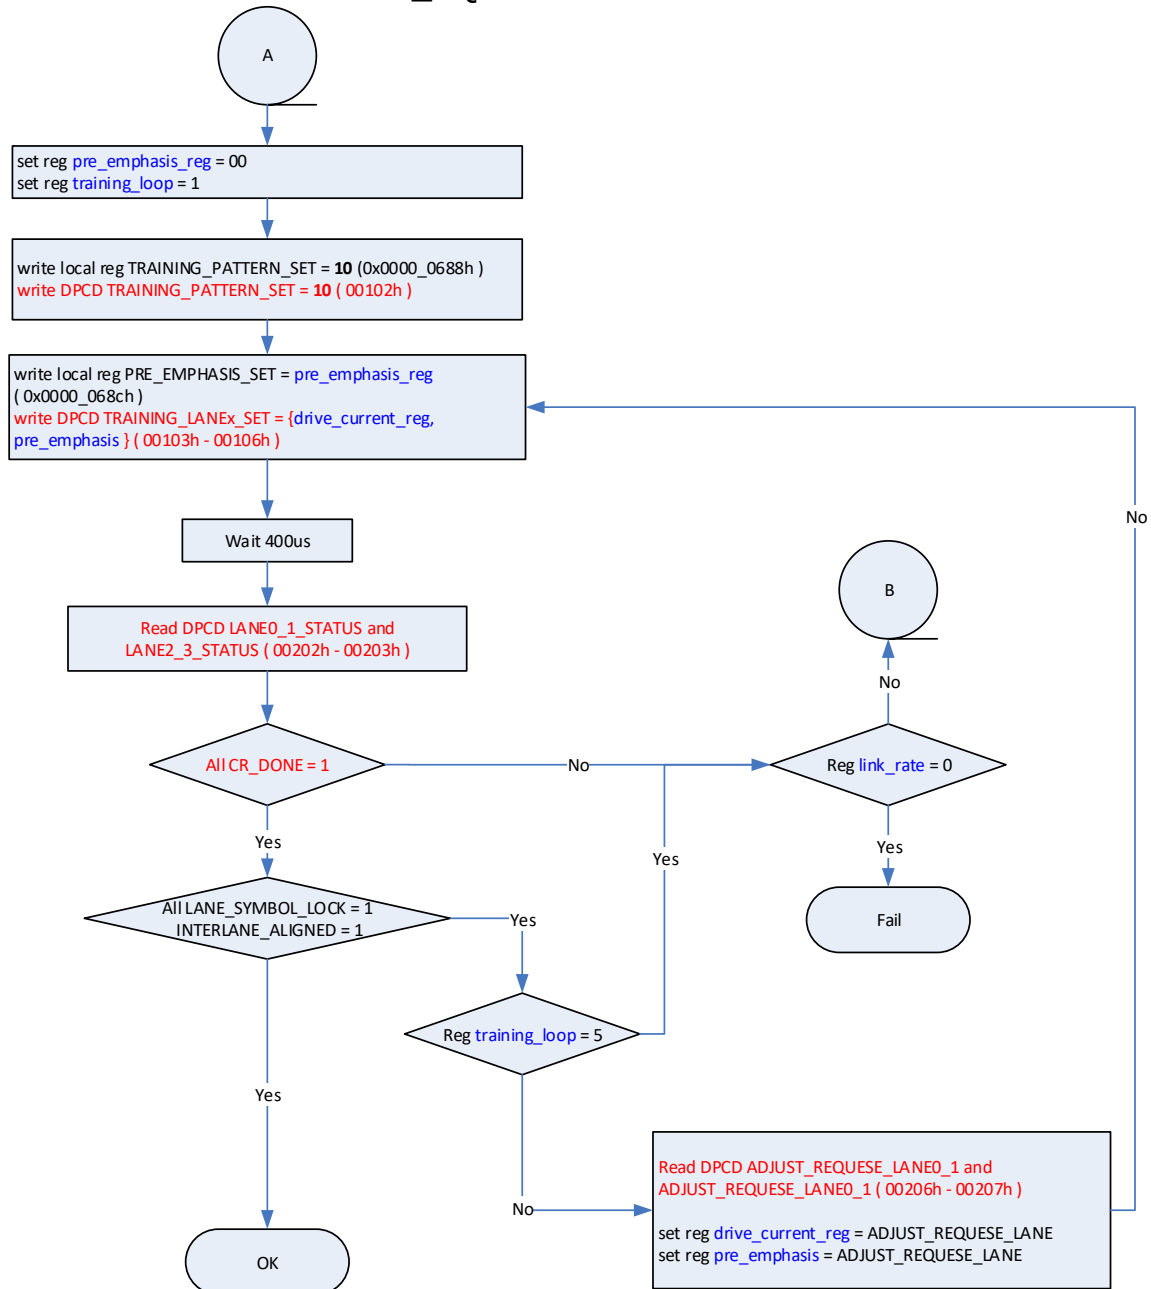 A
set reg pre_emphasis_reg = 00
set reg training_loop = 1
write local reg TRAINING_PATTERN_SET = 10 (0x0000_0688h )
write DPCD TRAINING_PATTERN_SET = 10 ( 00102h )
write local reg PRE_EMPHASIS_SET = pre_emphasis_reg
( 0x0000_068ch )
write DPCD TRAINING_LANEx_SET = {drive_current_reg,
pre_emphasis } ( 00103h - 00106h )
No
Wait 400us
B
Read DPCD LANE0_1_STATUS and
LANE2_3_STATUS ( 00202h - 00203h )
No
All CR_DONE = 1
No
Reg link_rate = 0
Yes
Yes
Yes
All LANE_SYMBOL_LOCK = 1
INTERLANE_ALIGNED = 1
Yes
Fail
Reg training_loop = 5
Yes
No
Read DPCD ADJUST_REQUESE_LANE0_1 and
ADJUST_REQUESE_LANE0_1 ( 00206h - 00207h )
set reg drive_current_reg = ADJUST_REQUESE_LANE
set reg pre_emphasis = ADJUST_REQUESE_LANE
OK